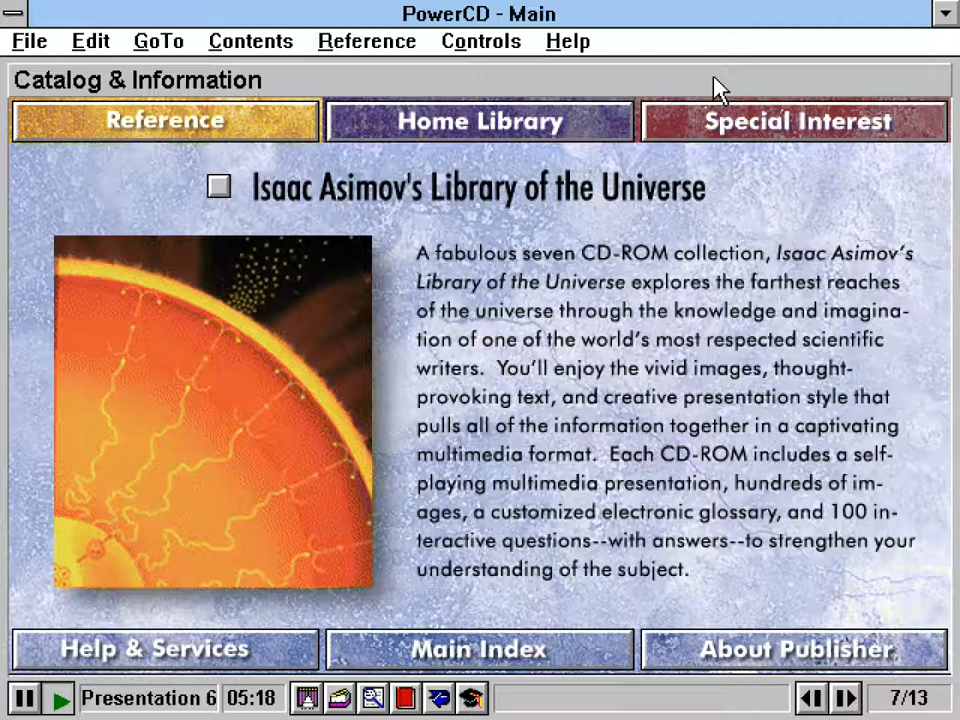 PowerCD - Main
File Edit GoTo Contents Reference Controls Help
Catalog & Information
Reference Home Library Special Interest
Isaac Asimov's Library of the Universe
A fabulous seven CD-ROM collection, Isaac Asimov's
Library of the Universe explores the farthest reaches
of the universe through the knowledge and imagina-
tion of one of the world's most respected scientific
writers. You'll enjoy the vivid images, thought-
provoking text, and creative presentation style that
pulls all of the information together in a captivating
multimedia format. Each CD-ROM includes a self-
playing multimedia presentation, hundreds of im-
ages, a customized electronic glossary, and 100 in-
teractive questions--with answers--to strengthen your
understanding of the subject.
Help & Services Main Index About Publisher
Presentation 6 05:18 7/13